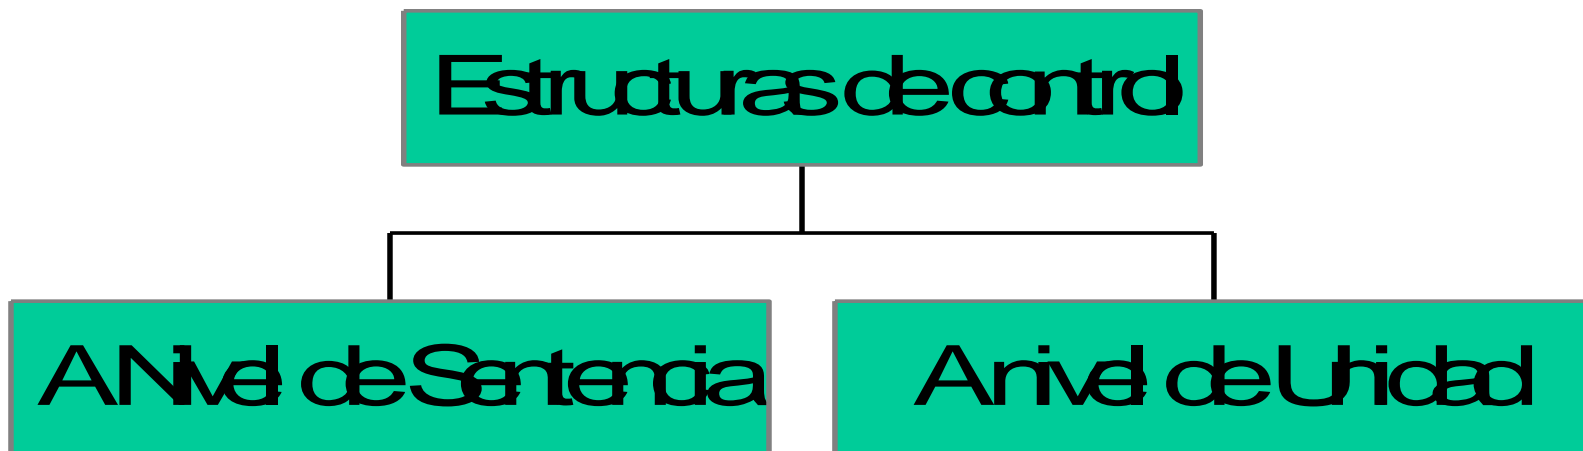 Estructuras de control
A Nivel de Sentencia
A nivel de Unidad